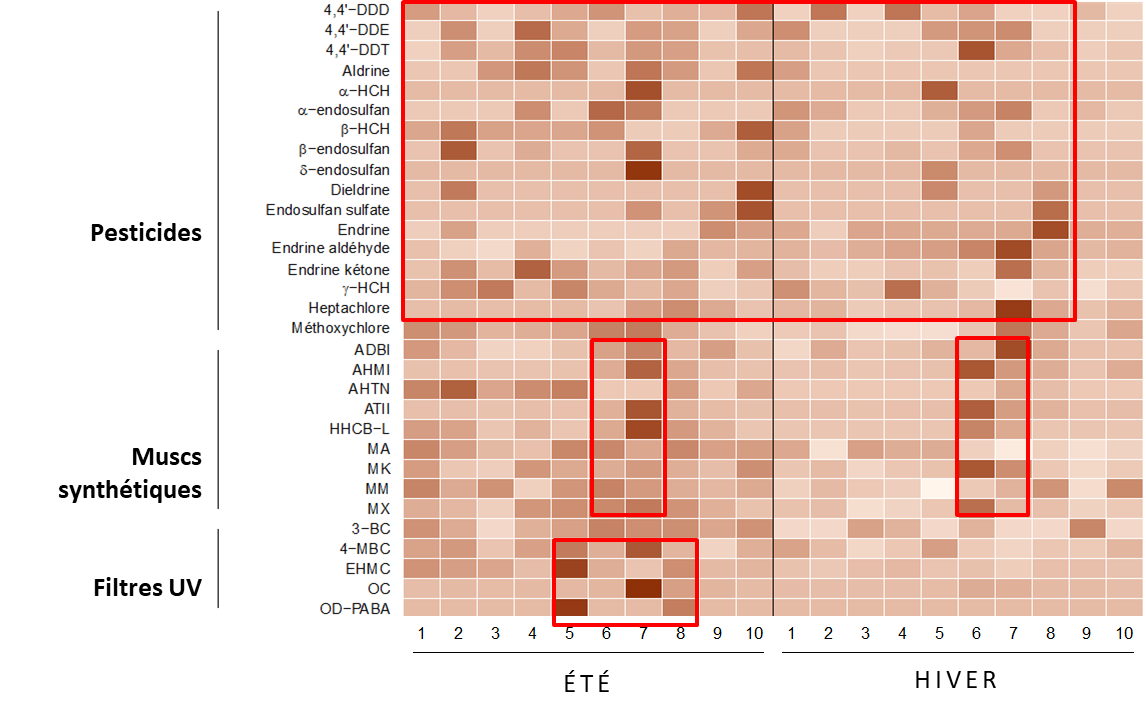 4,4'−DDD
4,4'−DDE
4,4'−DDT
Aldrine
α−HCH
α−endosulfan
β−HCH
β−endosulfan
δ−endosulfan
Dieldrine
Endosulfan sulfate
Endrine
Endrine aldéhyde
Endrine kétone
γ−HCH
Heptachlore
Méthoxychlore
Pesticides
ADBI
AHMI
AHTN
ATII
HHCB−L
MA
MK
MM
MX
Muscs
synthétiques
3−BC
4−MBC
EHMC
OC
OD−PABA
Filtres UV
1 2 3 4 5 6 7 8 9 10 1 2 3 4 5 6 7 8 9 10
ÉTÉ HIVER